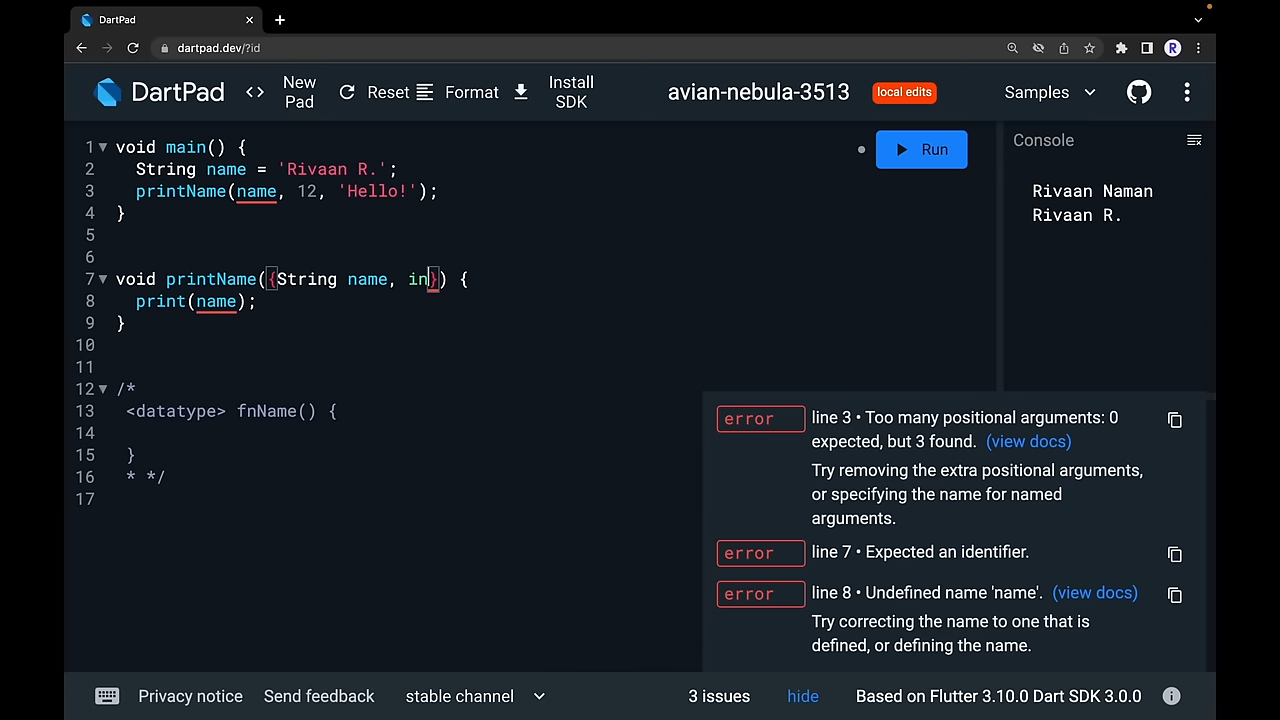 DartPad
dartpad.dev/?id
R
DartPad
<> New Pad
Reset
Format
Install SDK
avian-nebula-3513
local edits
Samples
Run
Console
Rivaan Naman
Rivaan R.
1 void main() {
2 String name = 'Rivaan R.';
3 printName(name, 12, 'Hello!');
4 }
5
6
7 void printName({String name, in}) {
8 print(name);
9 }
10
11
12 /*
13 <datatype> fnName() {
14
15 }
16 * */
17
error line 3 • Too many positional arguments: 0
expected, but 3 found. (view docs)
Try removing the extra positional arguments,
or specifying the name for named
arguments.
error line 7 • Expected an identifier.
error line 8 • Undefined name 'name'. (view docs)
Try correcting the name to one that is
defined, or defining the name.
Privacy notice
Send feedback
stable channel
3 issues
hide
Based on Flutter 3.10.0 Dart SDK 3.0.0